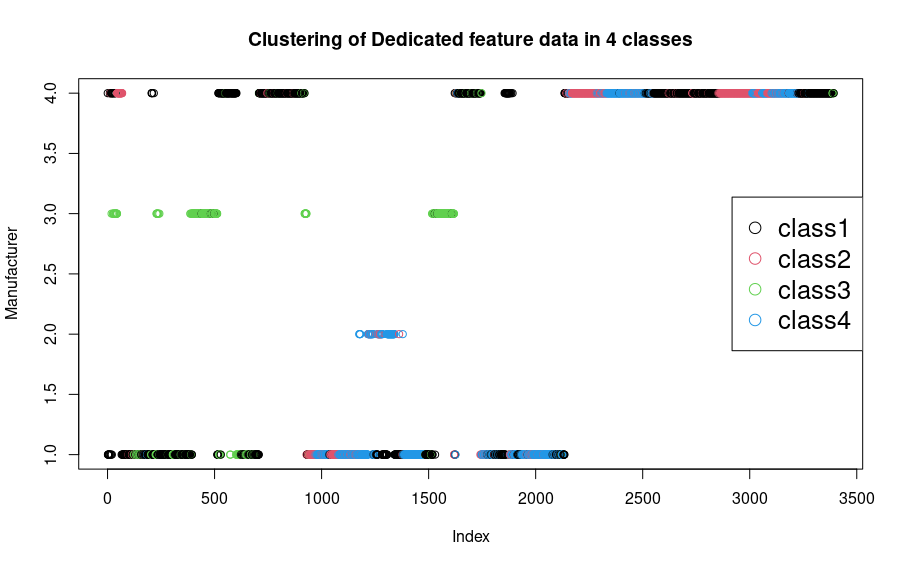 Clustering of Dedicated feature data in 4 classes
Manufacturer
4.0
3.5
3.0
2.5
2.0
1.5
1.0
class1
class2
class3
class4
0 500 1000 1500 2000 2500 3000 3500
Index